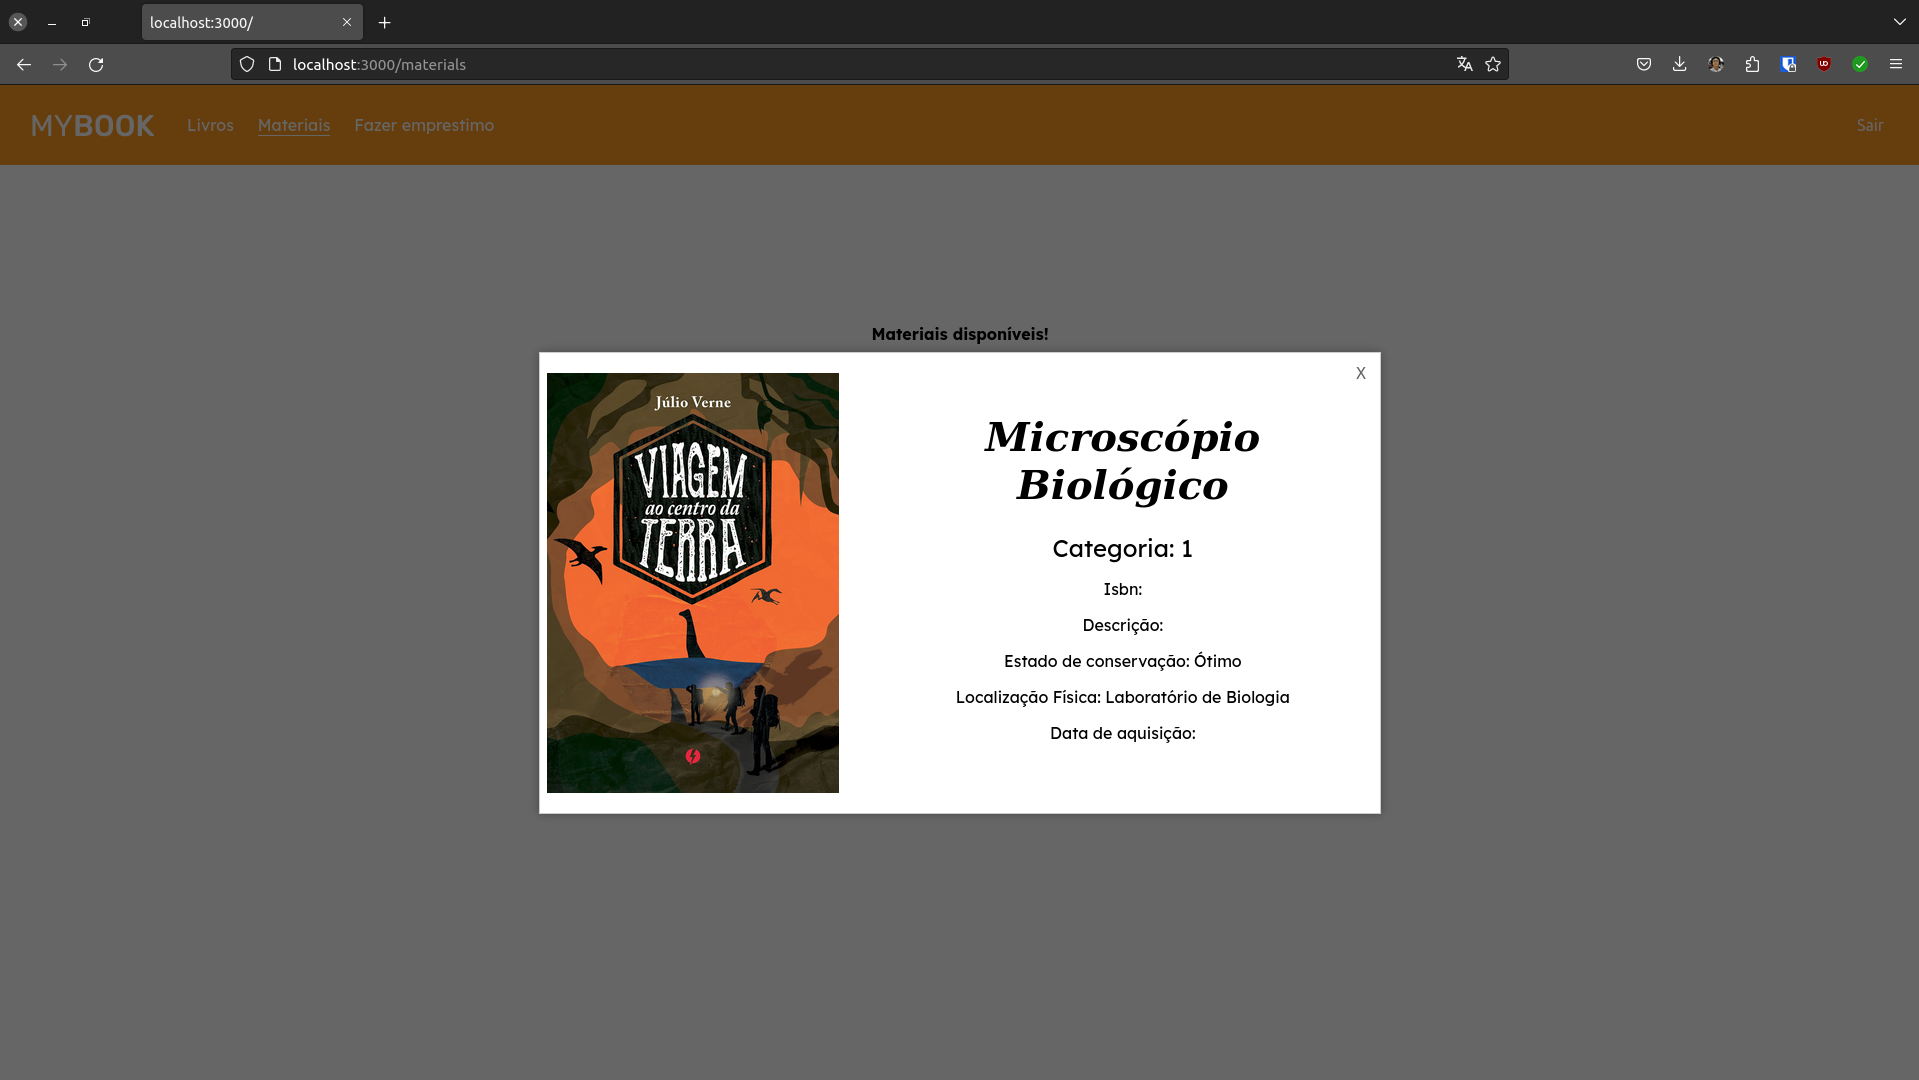 localhost:3000/
localhost:3000/materials
MYBOOK
Livros
Materiais
Fazer emprestimo
Sair
Materiais disponíveis!
X
Júlio Verne
VIAGEM
ao centro da
TERRA
Microscópio
Biológico
Categoria: 1
Isbn:
Descrição:
Estado de conservação: Ótimo
Localização Física: Laboratório de Biologia
Data de aquisição: